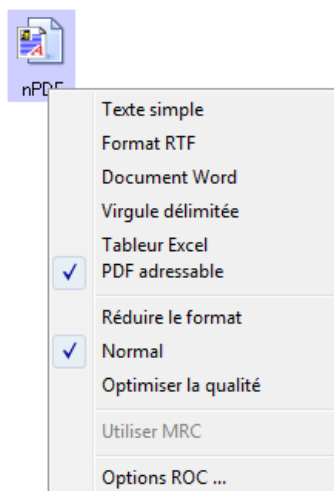 nPDF
Texte simple
Format RTF
Document Word
Virgule délimitée
Tableur Excel
PDF adressable
Réduire le format
Normal
Optimiser la qualité
Utiliser MRC
Options ROC ...